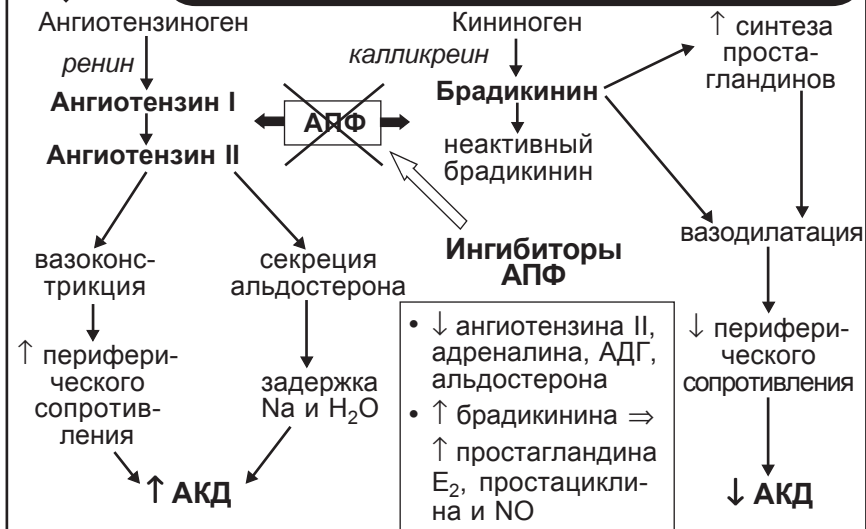 Ангиотензиноген
ренин
Ангиотензин I
Ангиотензин II
вазоконс-
трикция
↑ перифери-
ческого
сопротив-
ления
секреция
альдостерона
задержка
Na и H₂O
↑ АКД
АПФ
Кининоген
калликреин
Брадикинин
неактивный
брадикинин
Ингибиторы
АПФ
• ↓ ангиотензина II,
адреналина, АДГ,
альдостерона
• ↑ брадикинина ⇒
↑ простагландина
E₂, простацикли-
на и NO
↑ синтеза
проста-
гландинов
вазодилатация
↓ перифери-
ческого
сопротивления
↓ АКД